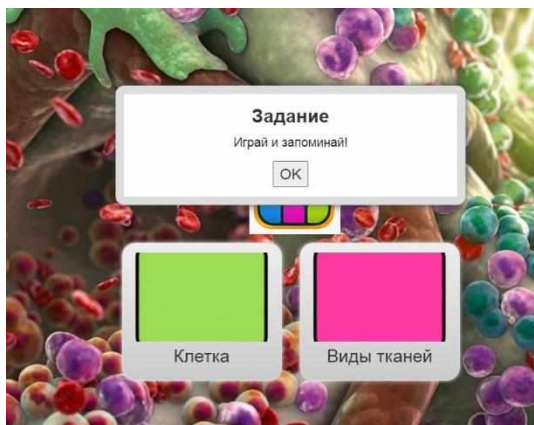 Задание
Играй и запоминай!
OK
Клетка
Виды тканей